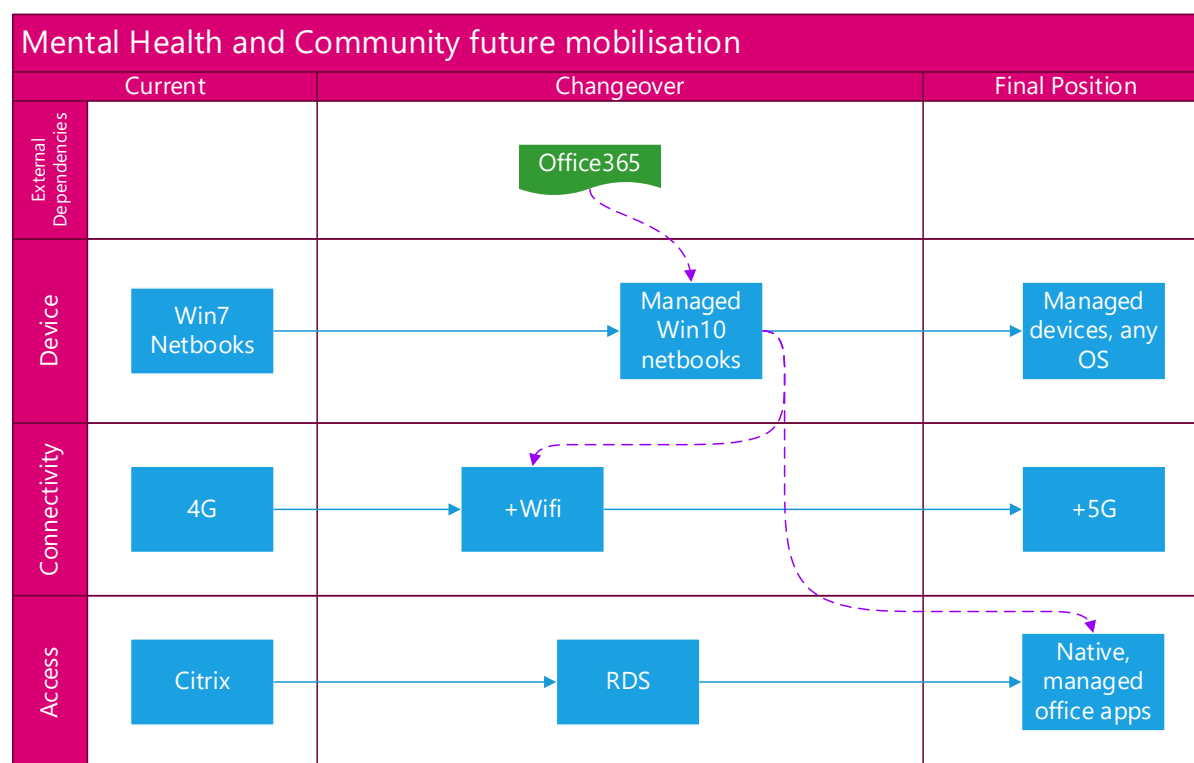 Mental Health and Community future mobilisation
Current
Changeover
Final Position
External
Dependencies
Office365
Device
Win7
Netbooks
Managed
Win10
netbooks
Managed
devices, any
OS
Connectivity
4G
+Wifi
+5G
Access
Citrix
RDS
Native,
managed
office apps